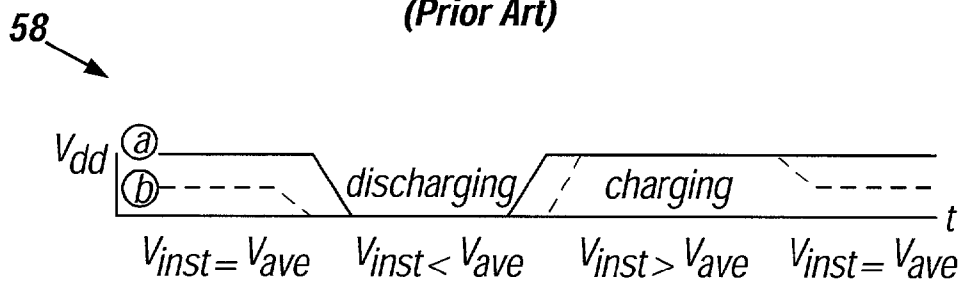 (Prior Art)
58
Vdd
a
b
discharging
charging
t
Vinst = Vave
Vinst < Vave
Vinst > Vave
Vinst = Vave